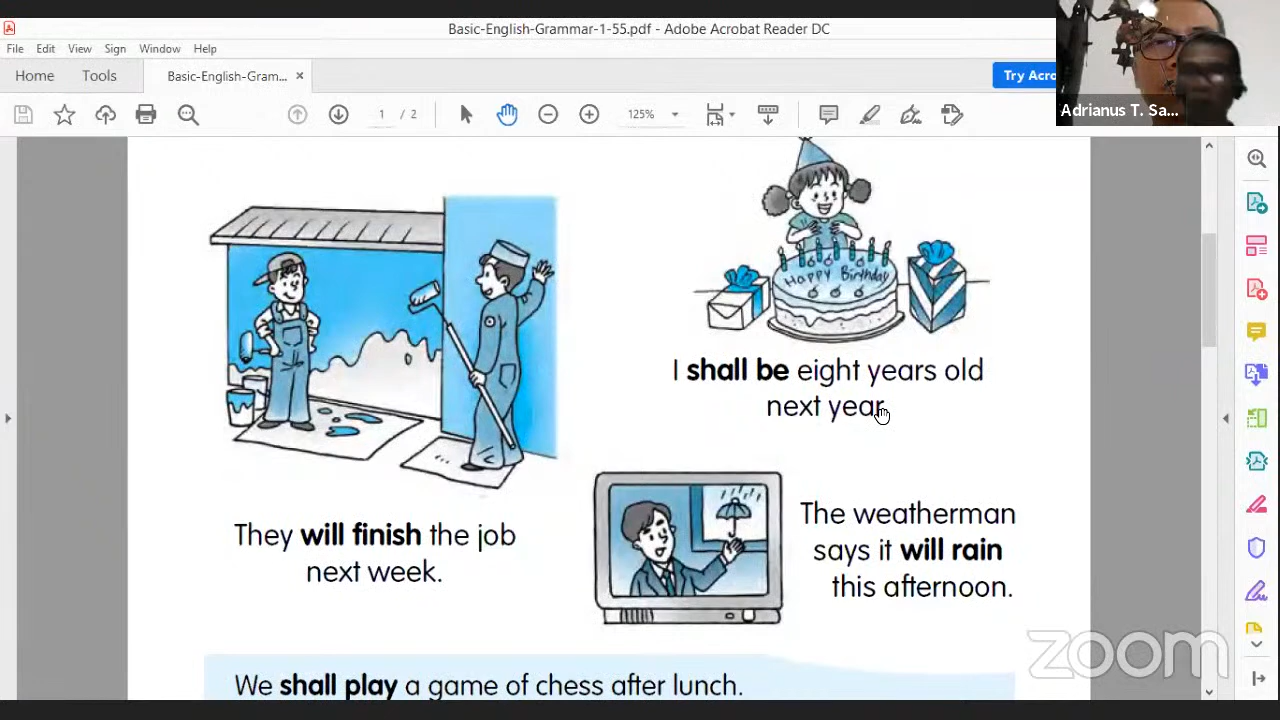 Basic-English-Grammar-1-55.pdf - Adobe Acrobat Reader DC
File Edit View Sign Window Help
Home Tools Basic-English-Gram... ×
Try Acro
1 / 2
125%
Adrianus T. Sa...
Happy Birthday
I shall be eight years old
next year.
They will finish the job
next week.
The weatherman
says it will rain
this afternoon.
zoom
We shall play a game of chess after lunch.